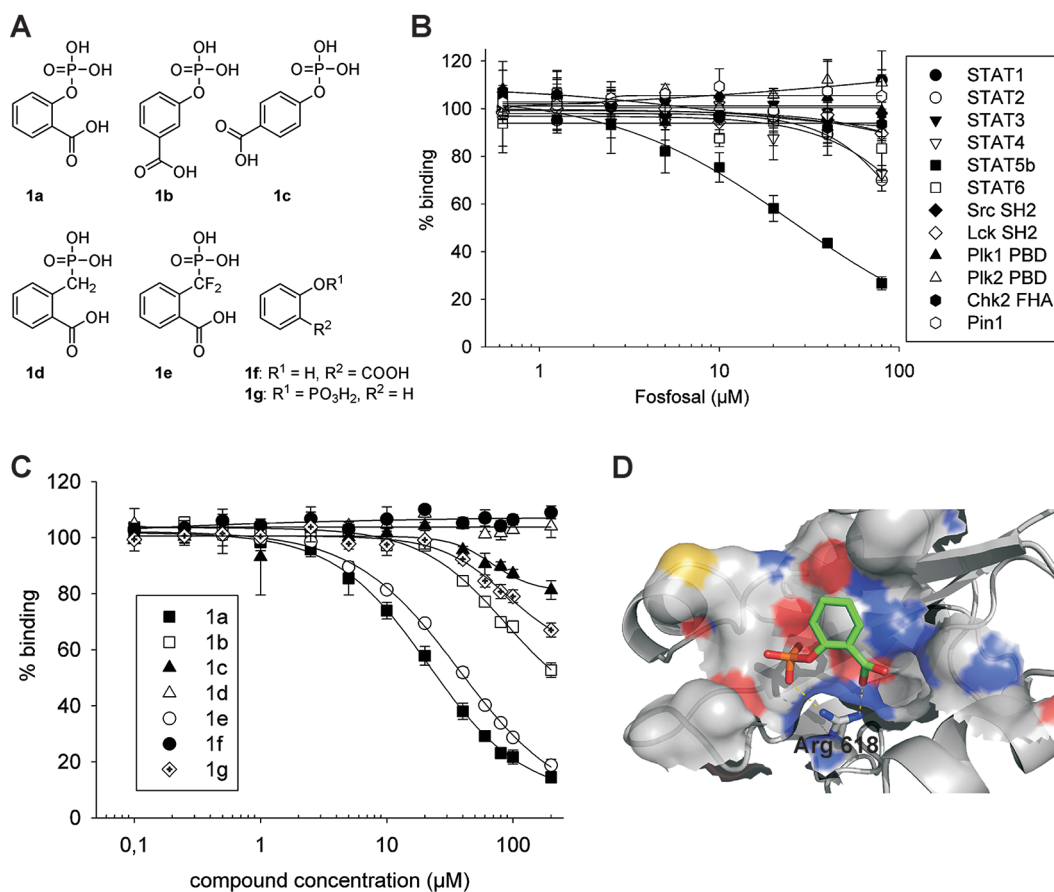 A
OH
O=P-OH
O
OH
O
1a
OH
O=P-OH
O
OH
O
1b
OH
O=P-OH
O
HO
O
1c
OH
O=P-OH
CH2
OH
O
1d
OH
O=P-OH
CF2
OH
O
1e
OR1
R2
1f: R1 = H, R2 = COOH
1g: R1 = PO3H2, R2 = H
B
% binding
120
100
80
60
40
20
0
1
10
100
Fosfosal (µM)
STAT1
STAT2
STAT3
STAT4
STAT5b
STAT6
Src SH2
Lck SH2
Plk1 PBD
Plk2 PBD
Chk2 FHA
Pin1
C
% binding
120
100
80
60
40
20
0
0,1
1
10
100
compound concentration (µM)
1a
1b
1c
1d
1e
1f
1g
D
Arg 618